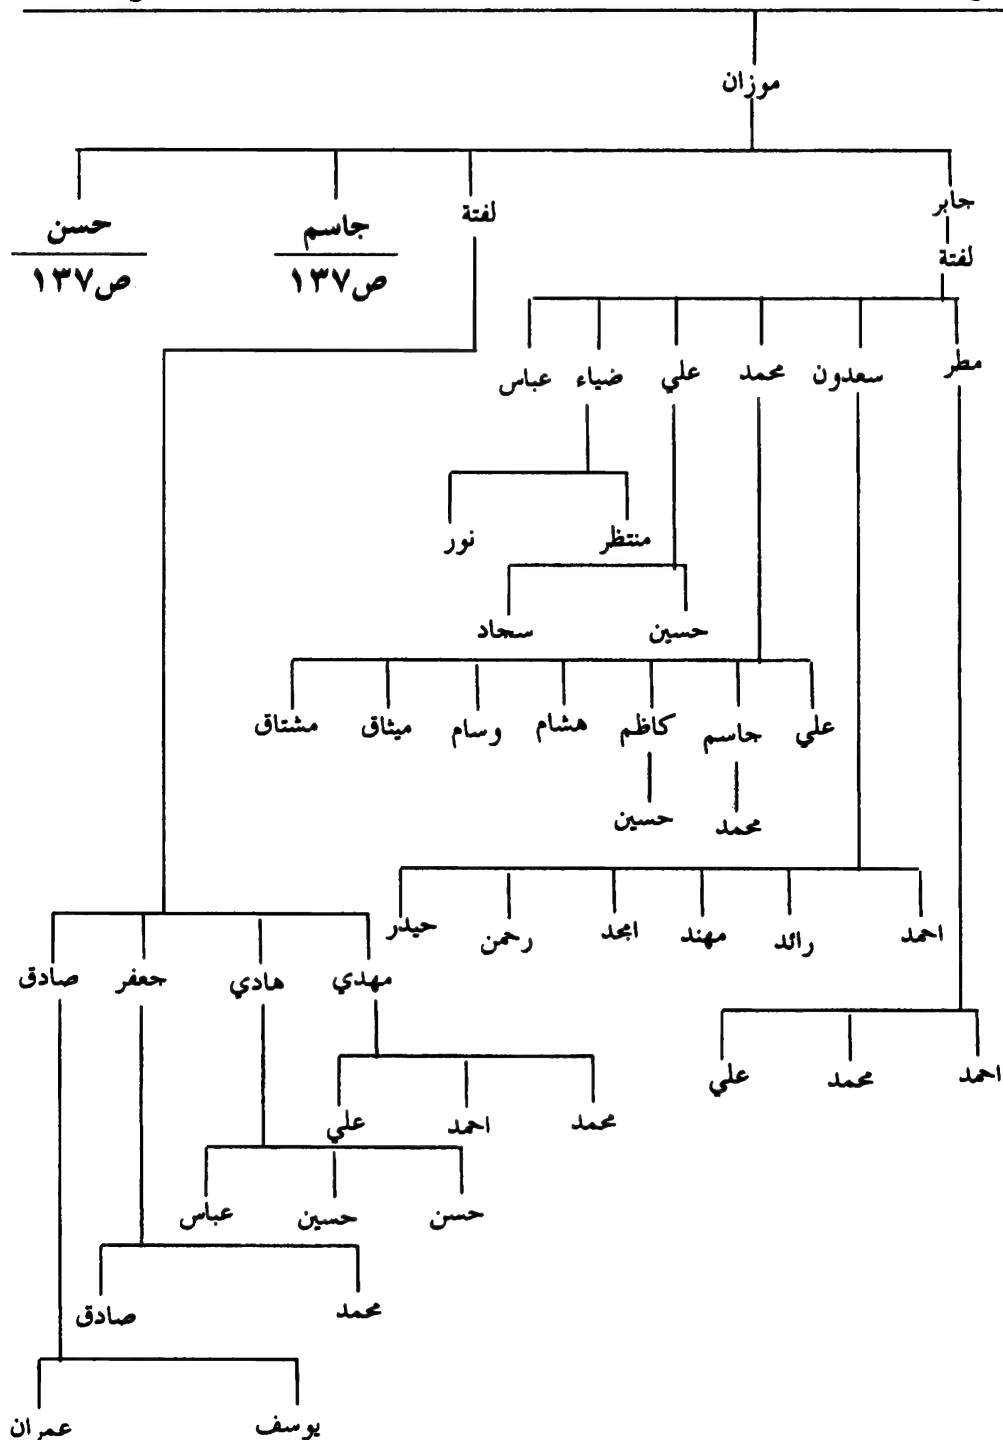 موزان
جابر لفتة جاسم حسن
ص١٣٧ ص١٣٧
لفتة
مطر سعدون محمد علي ضياء عباس
منتظر نور
حسين سجاد
علي جاسم كاظم هشام وسام ميثاق مشتاق
محمد حسين
احمد رائد مهند امجد رحمن حيدر
مهدي هادي جعفر صادق
احمد محمد علي
محمد احمد علي
حسن حسين عباس
محمد صادق
يوسف عمران